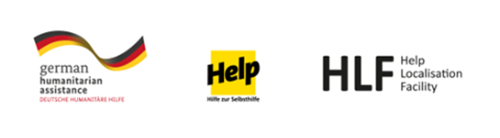 german
humanitarian
assistance
DEUTSCHE HUMANITÄRE HILFE
Help
Hilfe zur Selbsthilfe
HLF
Help
Localisation
Facility